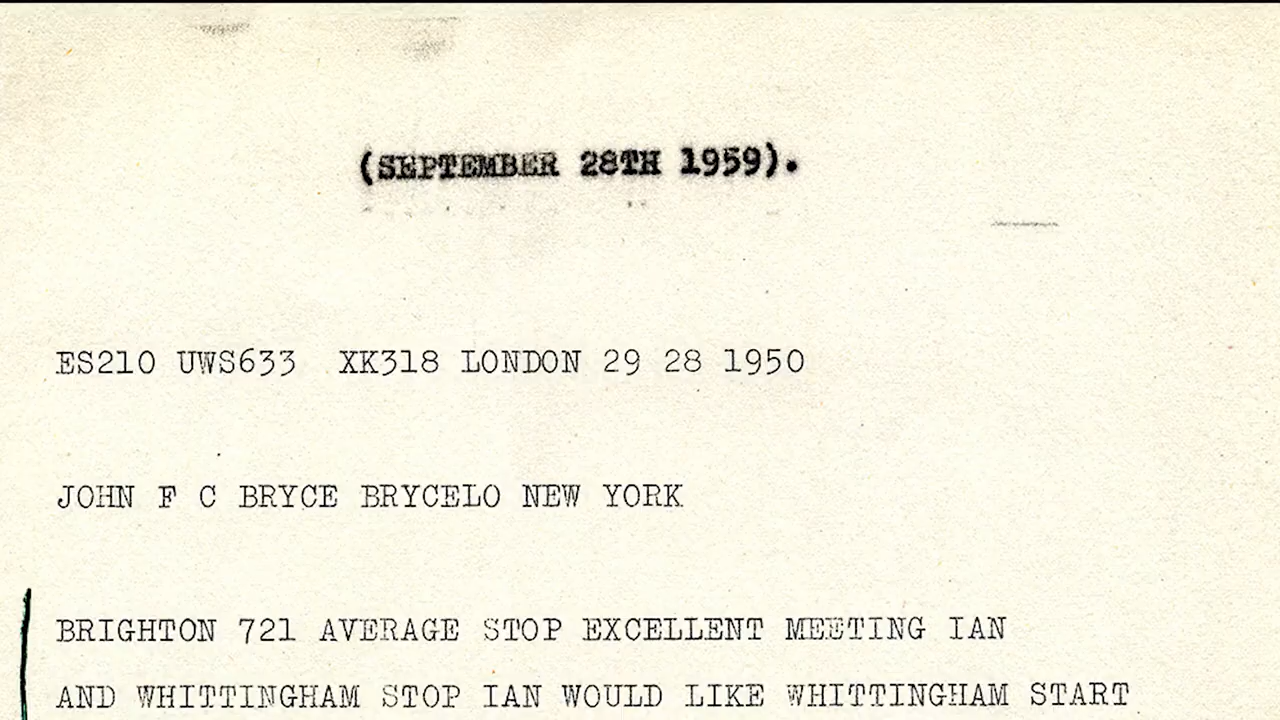 (SEPTEMBER 28TH 1959).
ES210 UWS633 XK318 LONDON 29 28 1950
JOHN F C BRYCE BRYCELO NEW YORK
BRIGHTON 721 AVERAGE STOP EXCELLENT MEETING IAN
AND WHITTINGHAM STOP IAN WOULD LIKE WHITTINGHAM START